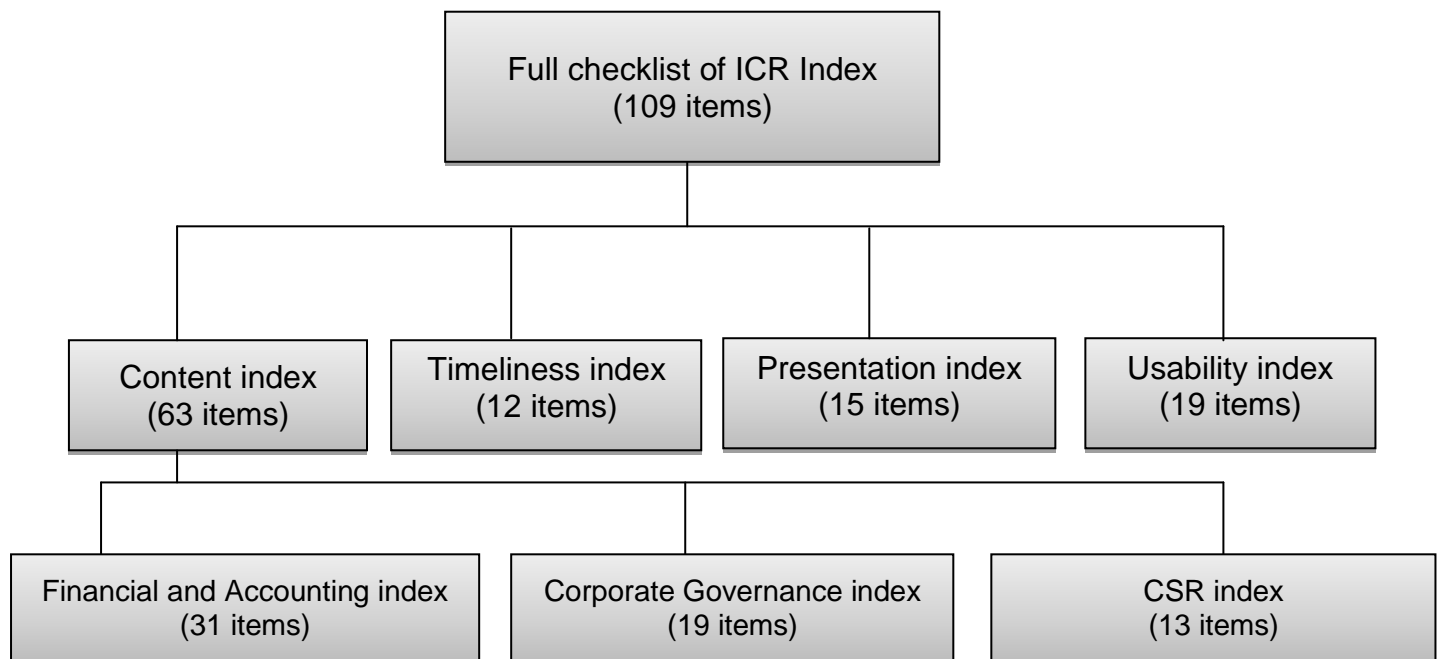 Full checklist of ICR Index
(109 items)
Content index
(63 items)
Timeliness index
(12 items)
Presentation index
(15 items)
Usability index
(19 items)
Financial and Accounting index
(31 items)
Corporate Governance index
(19 items)
CSR index
(13 items)